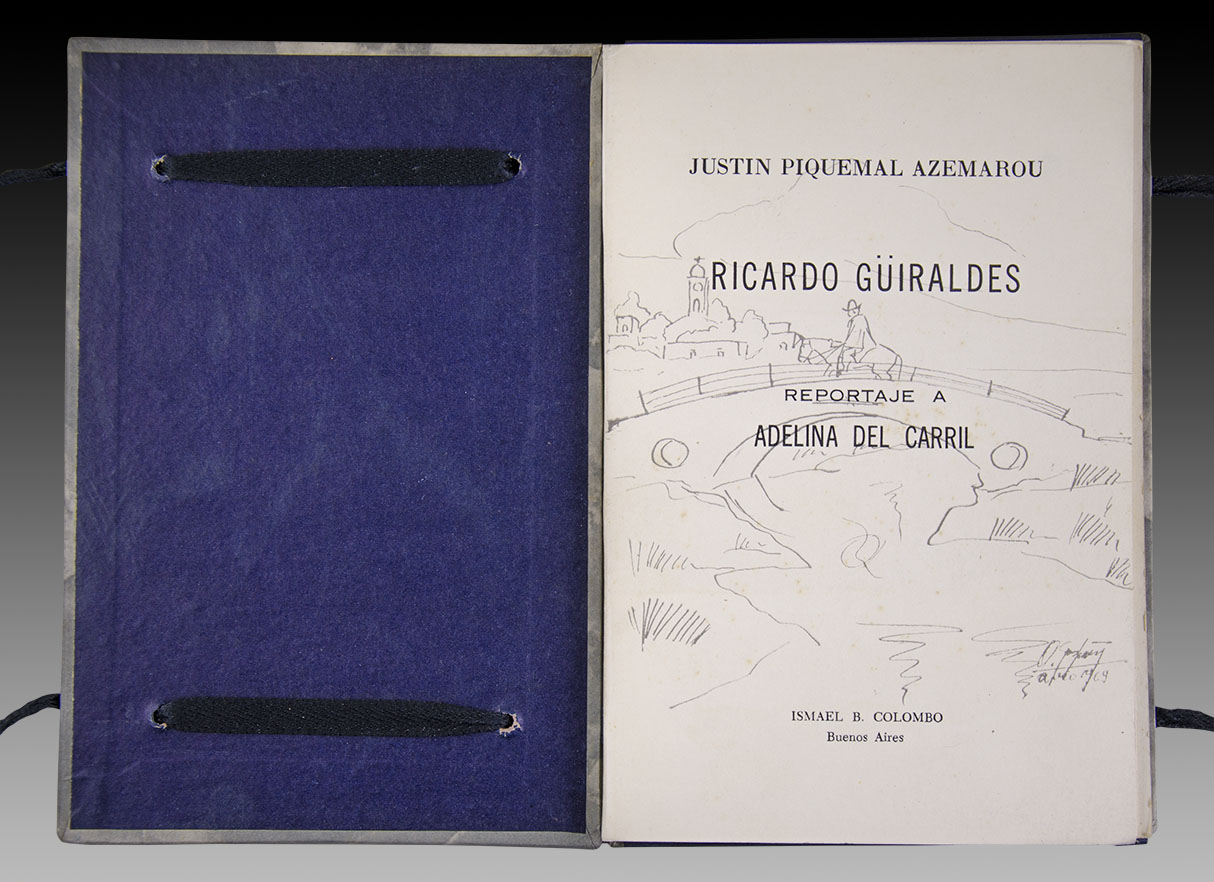 JUSTIN PIQUEMAL AZEMAROU
RICARDO GÜIRALDES
REPORTAJE A
ADELINA DEL CARRIL
ISMAEL B. COLOMBO
Buenos Aires